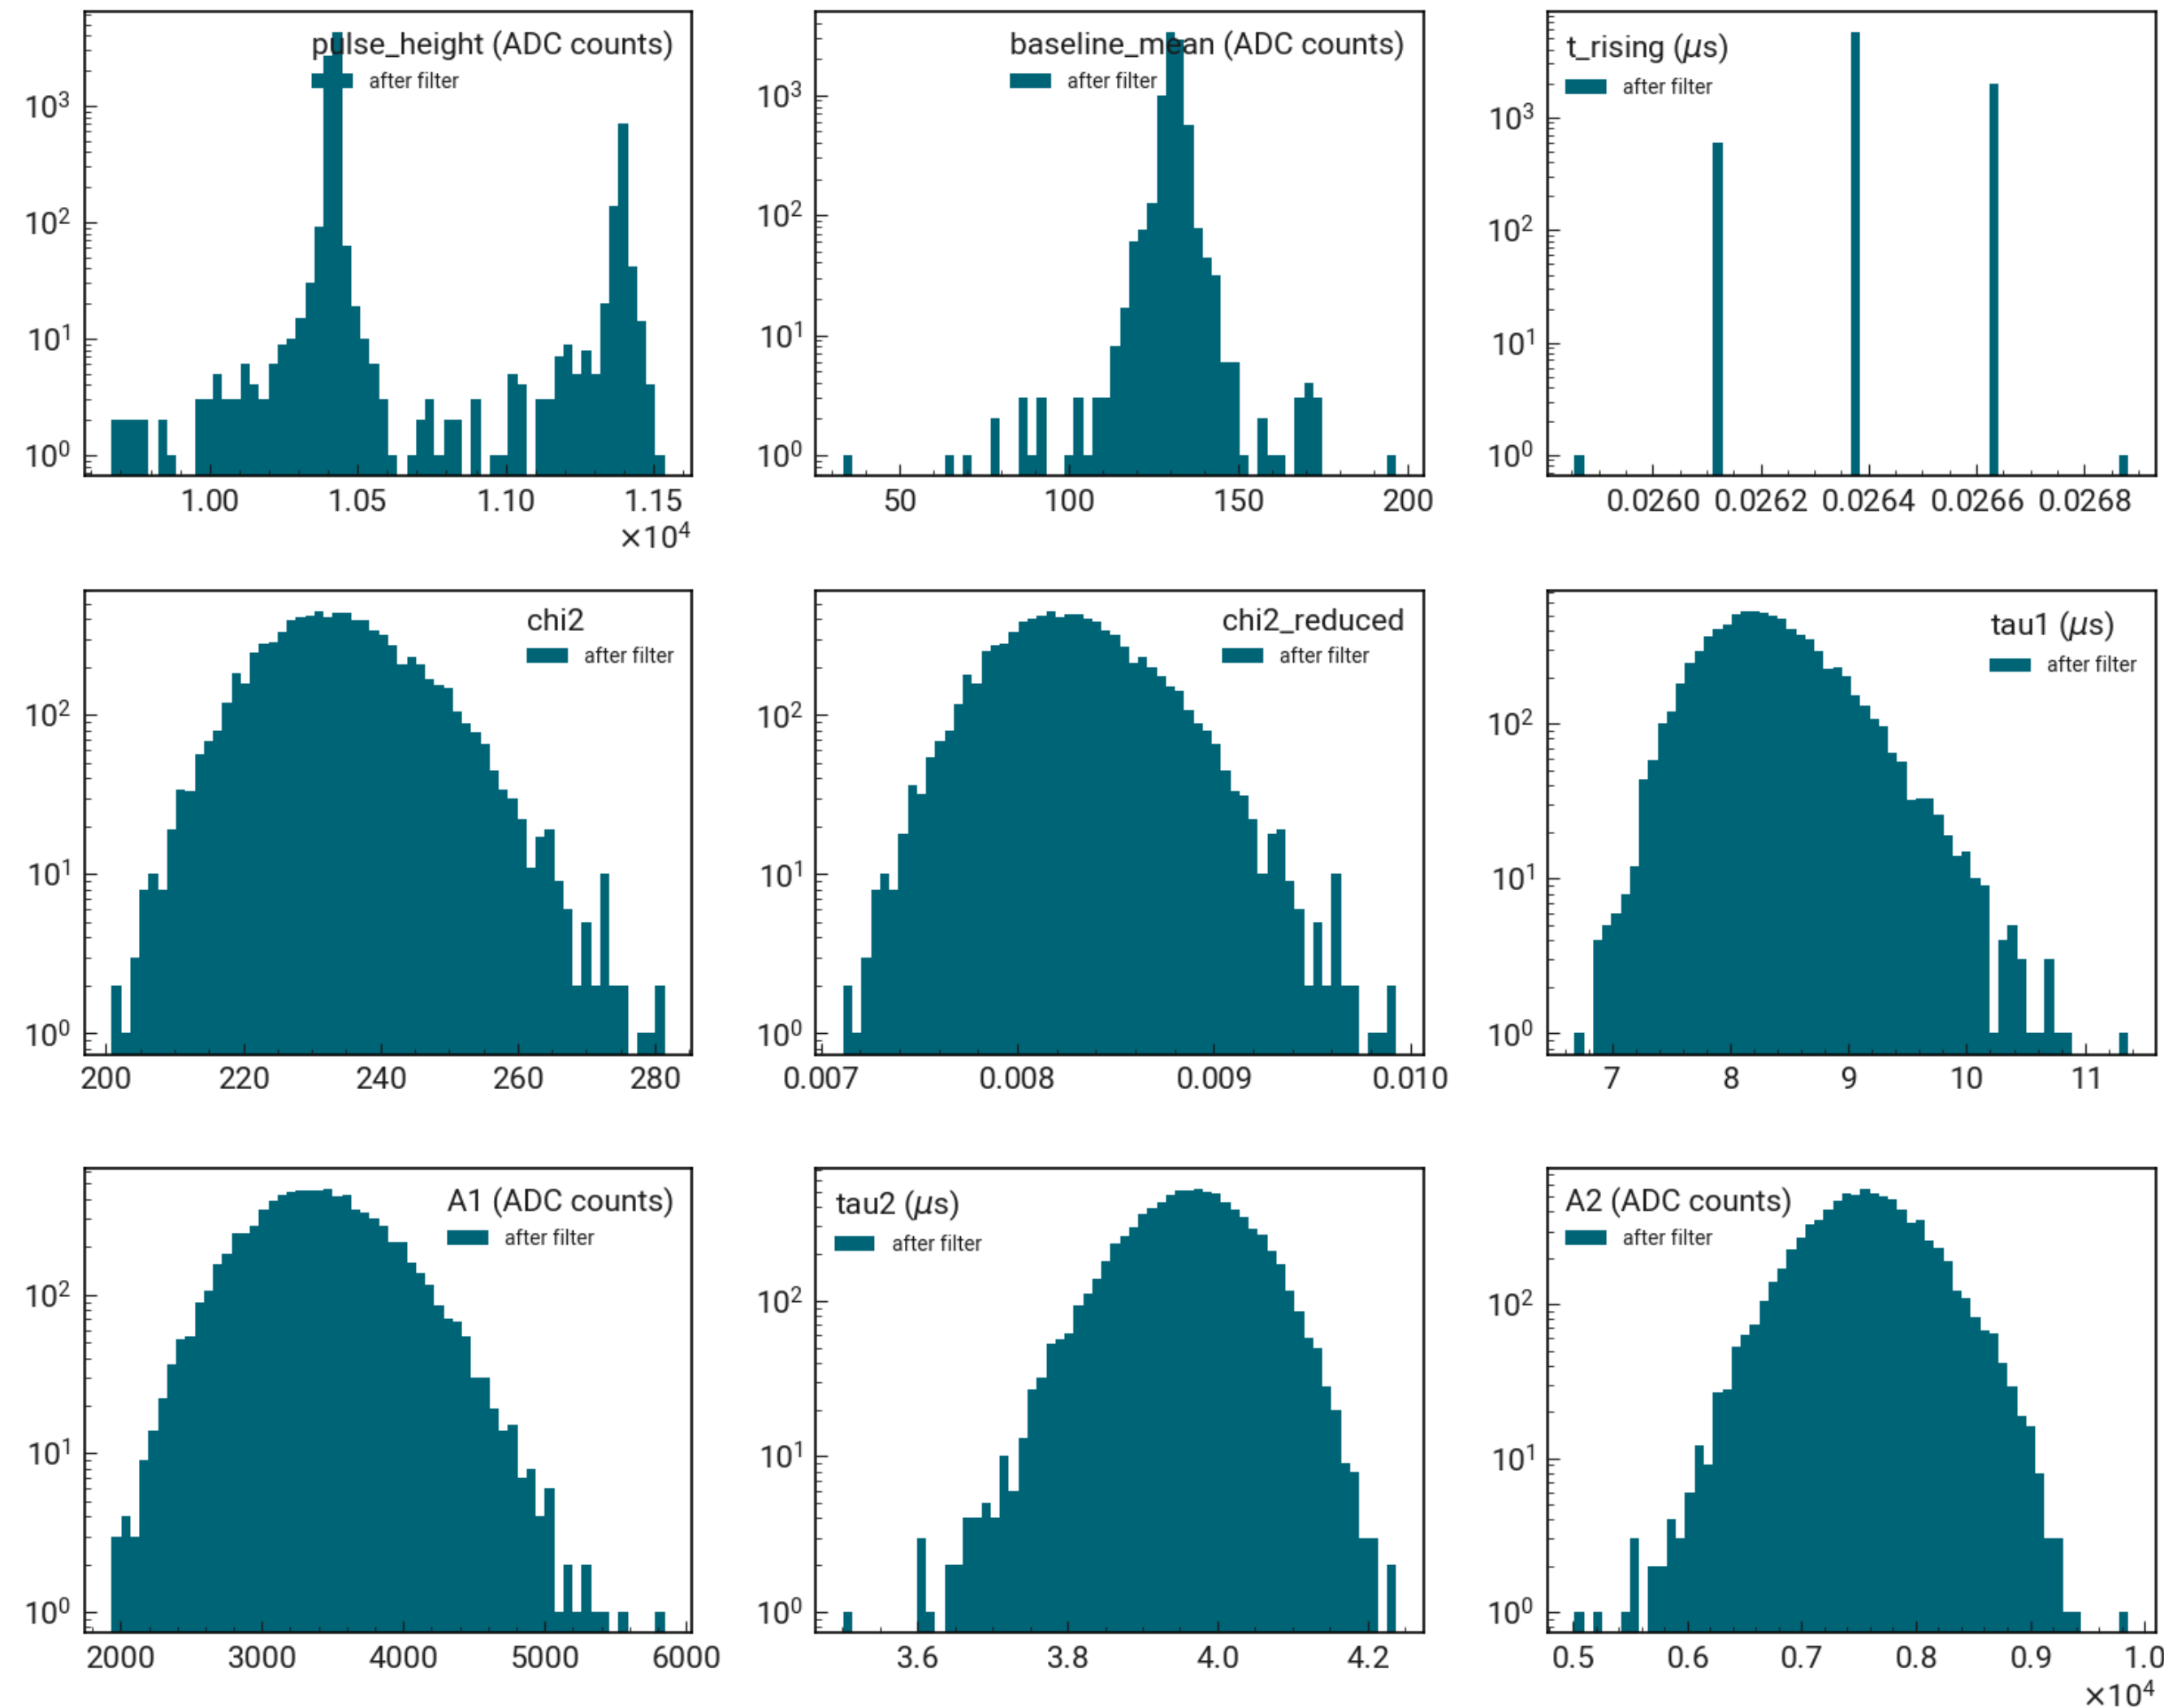 pulse_height (ADC counts)
after filter
10³
10²
10¹
10⁰
1.00 1.05 1.10 1.15
×10⁴
baseline_mean (ADC counts)
after filter
10³
10²
10¹
10⁰
50 100 150 200
t_rising (μs)
after filter
10³
10²
10¹
10⁰
0.0260 0.0262 0.0264 0.0266 0.0268
chi2
after filter
10²
10¹
10⁰
200 220 240 260 280
chi2_reduced
after filter
10²
10¹
10⁰
0.007 0.008 0.009 0.010
tau1 (μs)
after filter
10²
10¹
10⁰
7 8 9 10 11
A1 (ADC counts)
after filter
10²
10¹
10⁰
2000 3000 4000 5000 6000
tau2 (μs)
after filter
10²
10¹
10⁰
3.6 3.8 4.0 4.2
A2 (ADC counts)
after filter
10²
10¹
10⁰
0.5 0.6 0.7 0.8 0.9 1.0
×10⁴